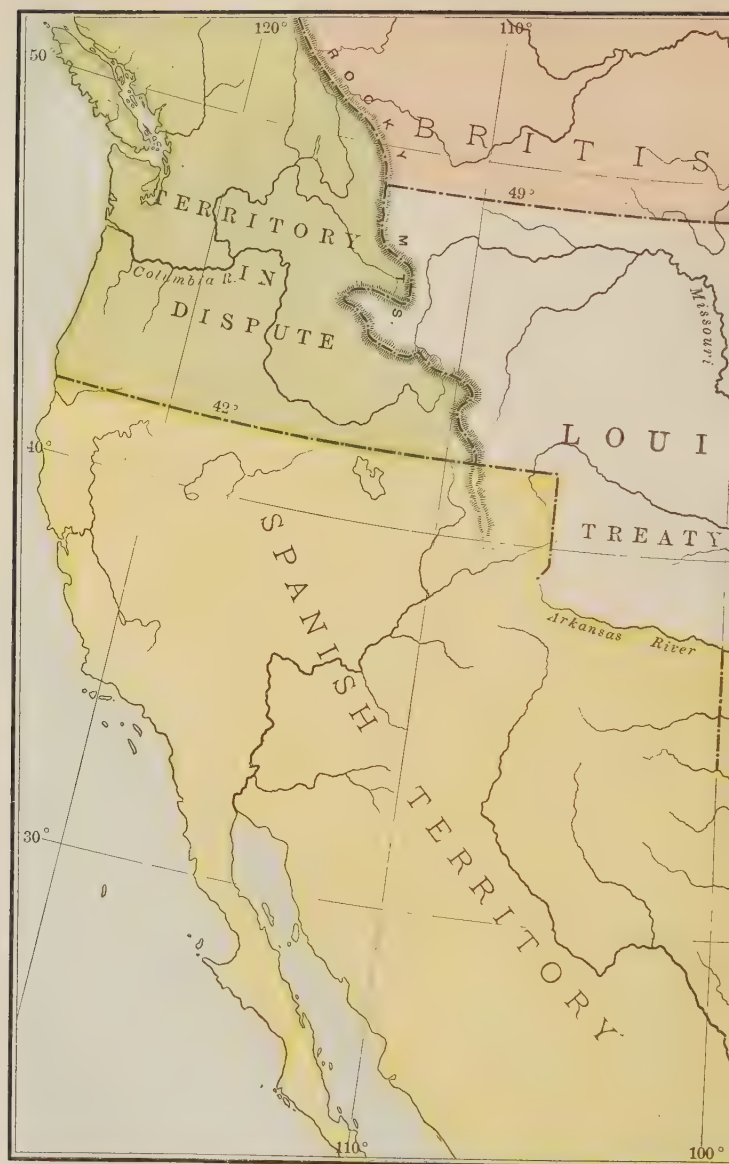 120°
110°
50°
ROCKY MTS.
BRITIS
49°
TERRITORY
IN
DISPUTE
Columbia R.
Missouri
42°
40°
LOUI
TREATY
SPANISH TERRITORY
Arkansas River
30°
110°
100°